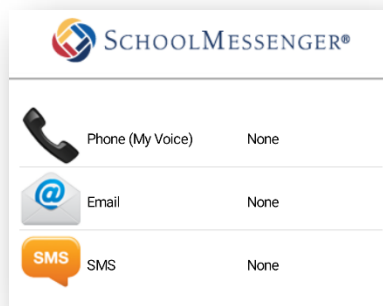 SCHOOLMESSENGER®
Phone (My Voice) None
@
Email None
SMS
SMS None